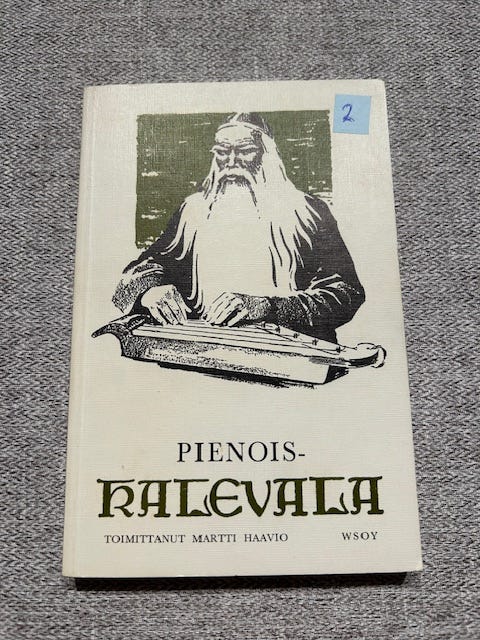 2
PIENOIS-
KALEVALA
TOIMITTANUT MARTTI HAAVIO WSOY